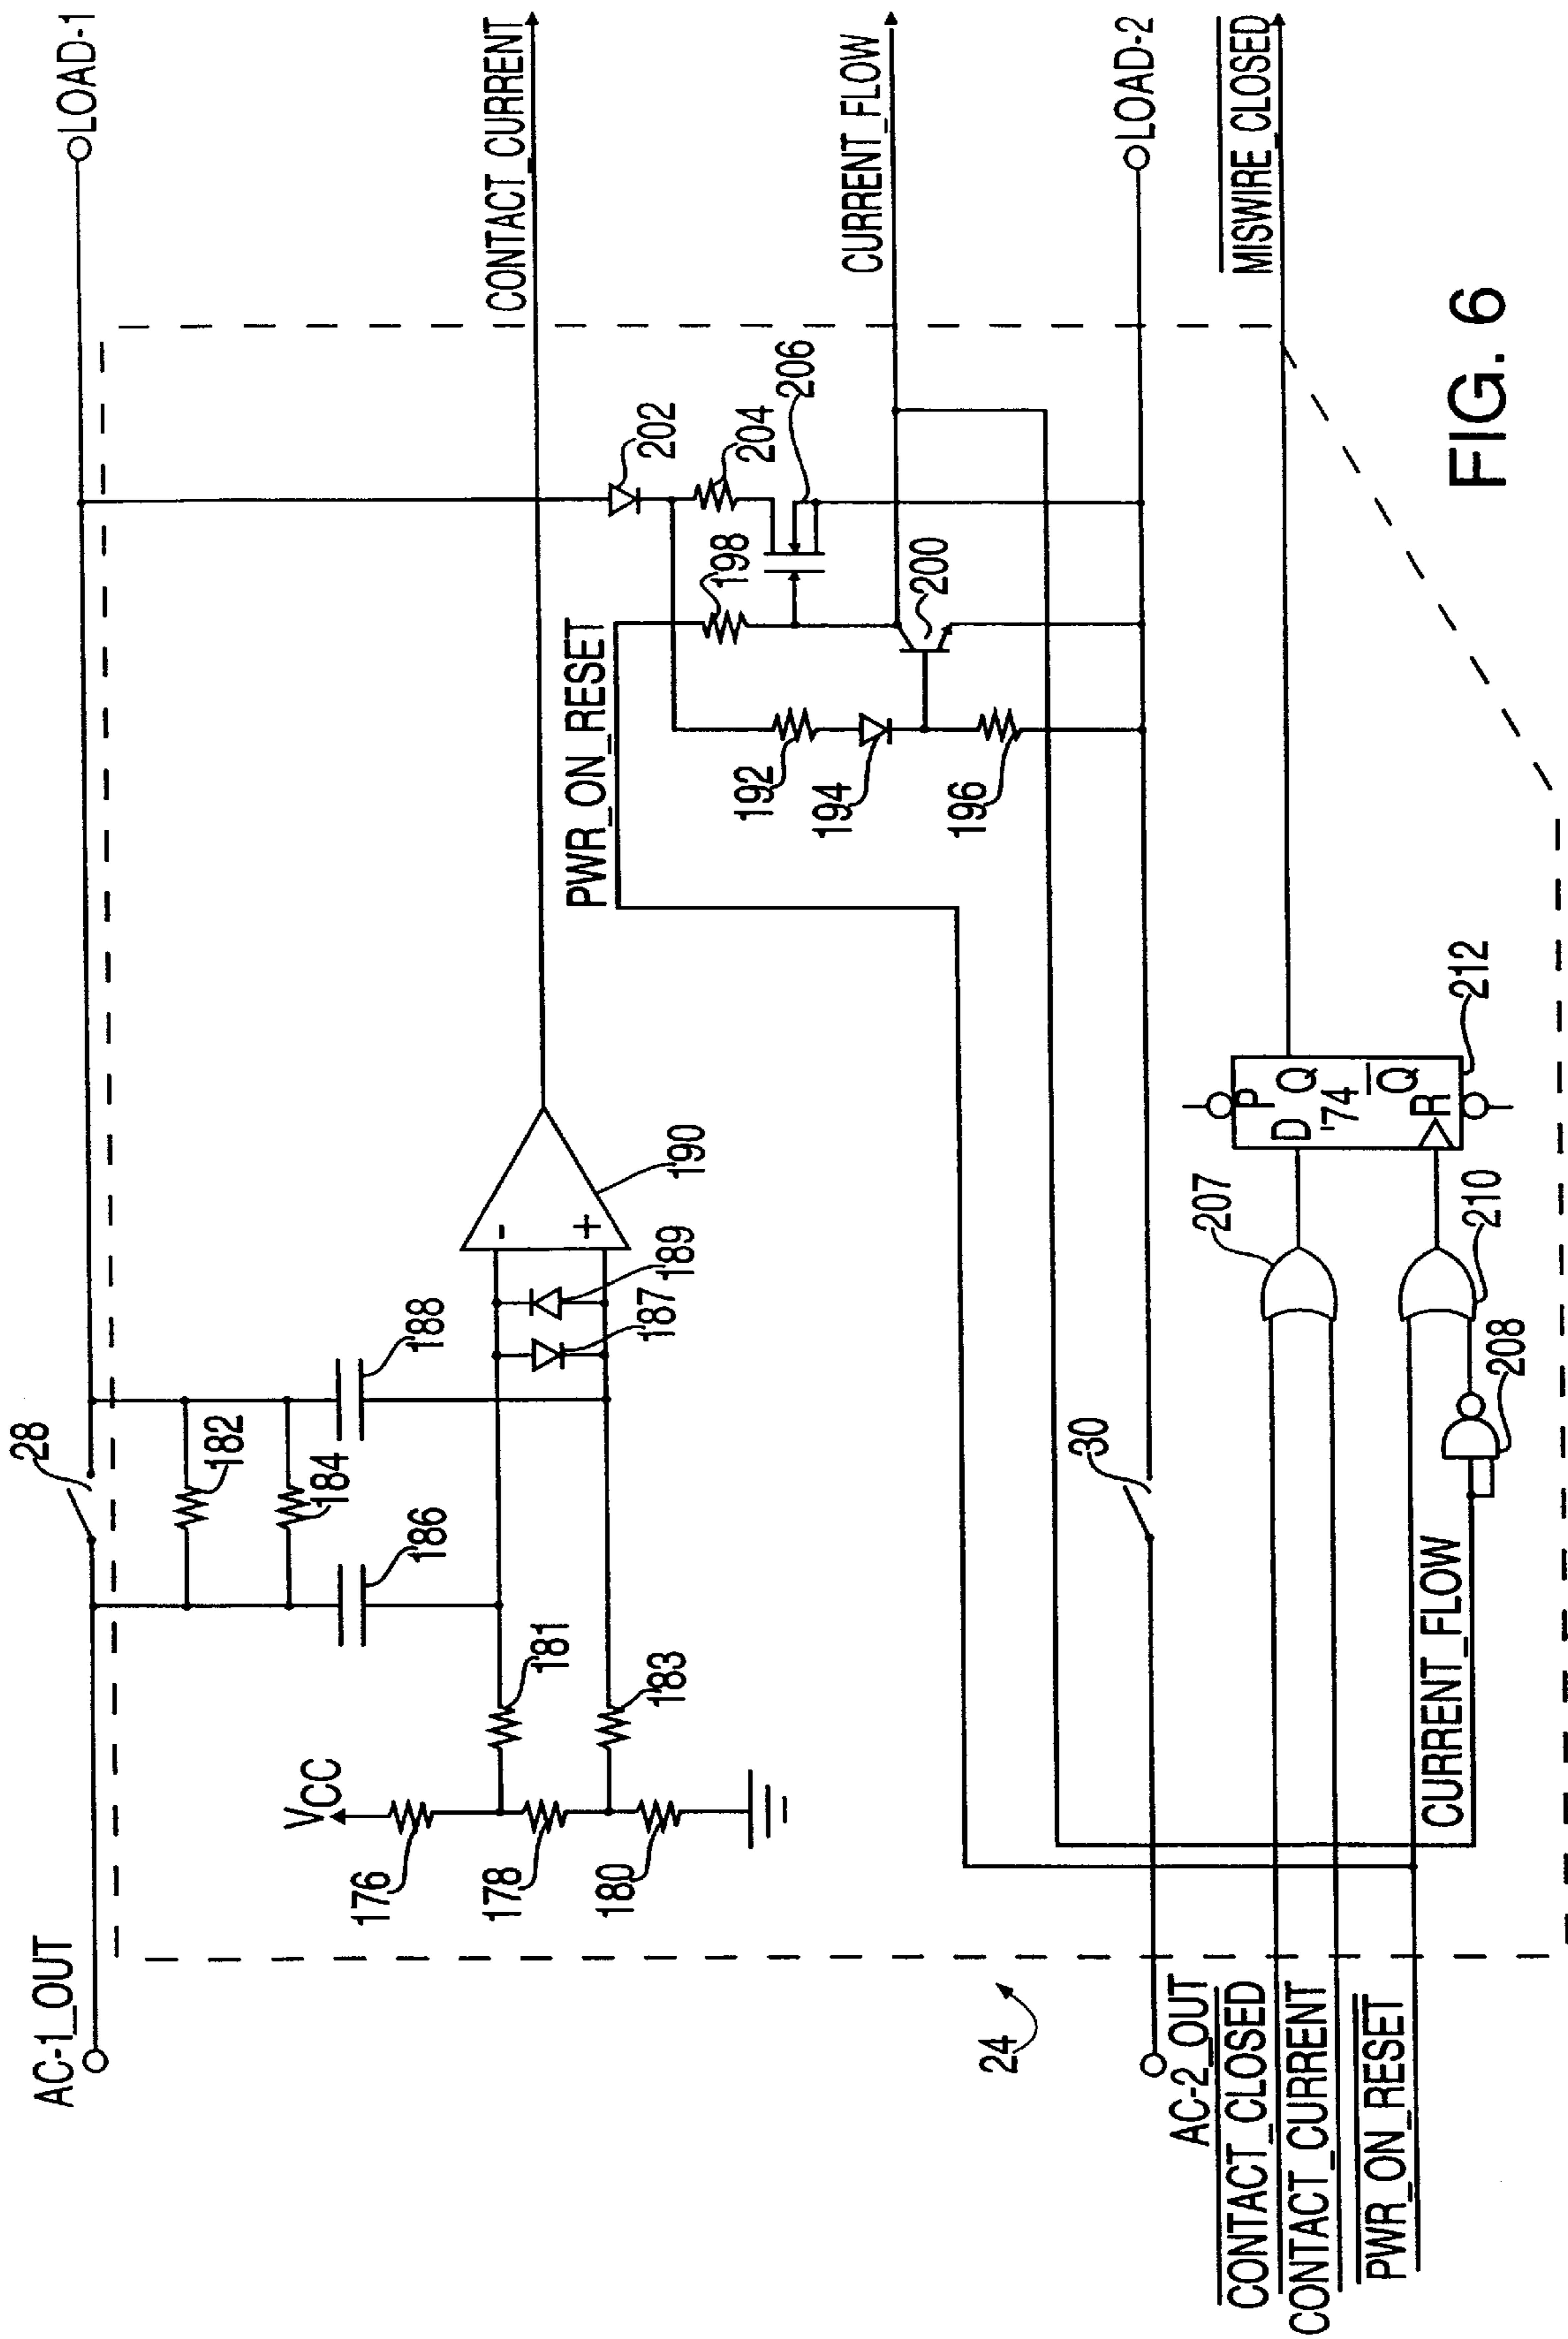 AC-1_OUT
28
LOAD-1
182
184
186
188
VCC
176
178
180
181
183
187
189
-
+
190
CONTACT_CURRENT
PWR_ON_RESET
202
204
206
198
200
192
194
196
CURRENT_FLOW
24
AC-2_OUT
30
LOAD-2
CONTACT_CLOSED
CONTACT_CURRENT
PWR_ON_RESET
CURRENT_FLOW
207
208
210
P
D Q
'74
Q
R
212
MISWIRE_CLOSED
FIG. 6